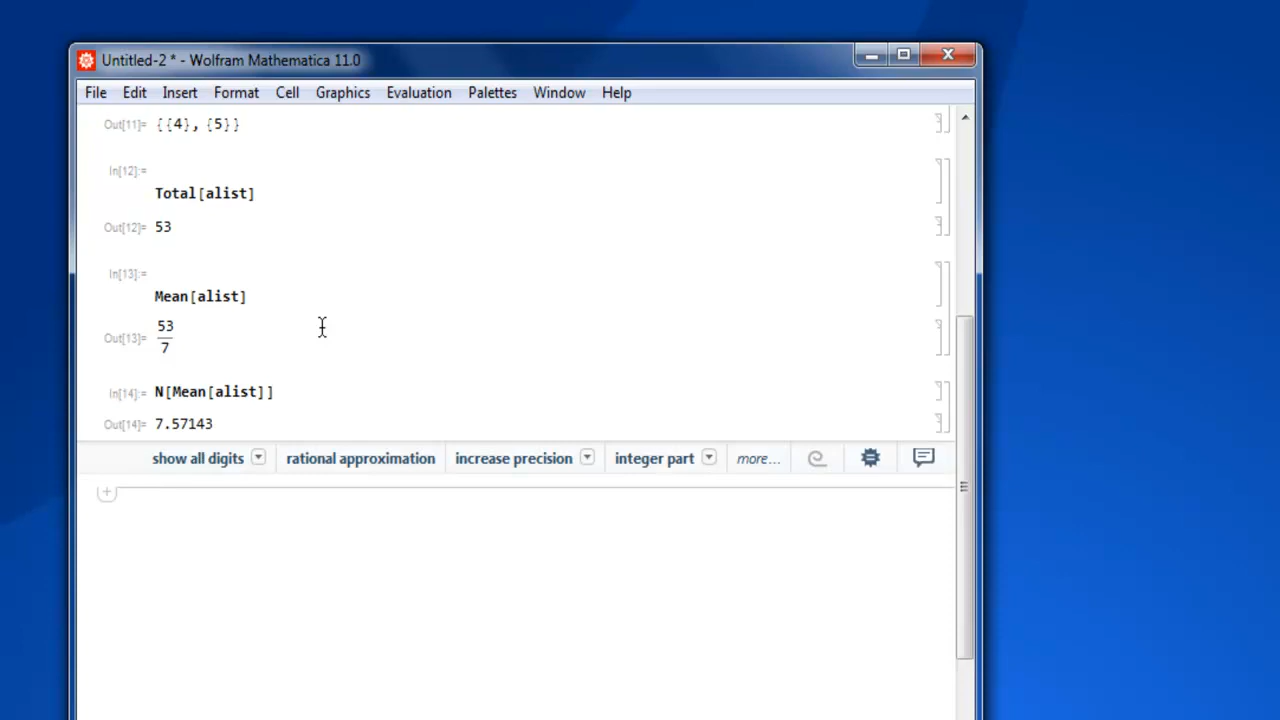 Untitled-2 * - Wolfram Mathematica 11.0
File Edit Insert Format Cell Graphics Evaluation Palettes Window Help
Out[11]= {{4}, {5}}
In[12]:=
Total[alist]
Out[12]= 53
In[13]:=
Mean[alist]
53
Out[13]=
7
In[14]:= N[Mean[alist]]
Out[14]= 7.57143
show all digits rational approximation increase precision integer part more...